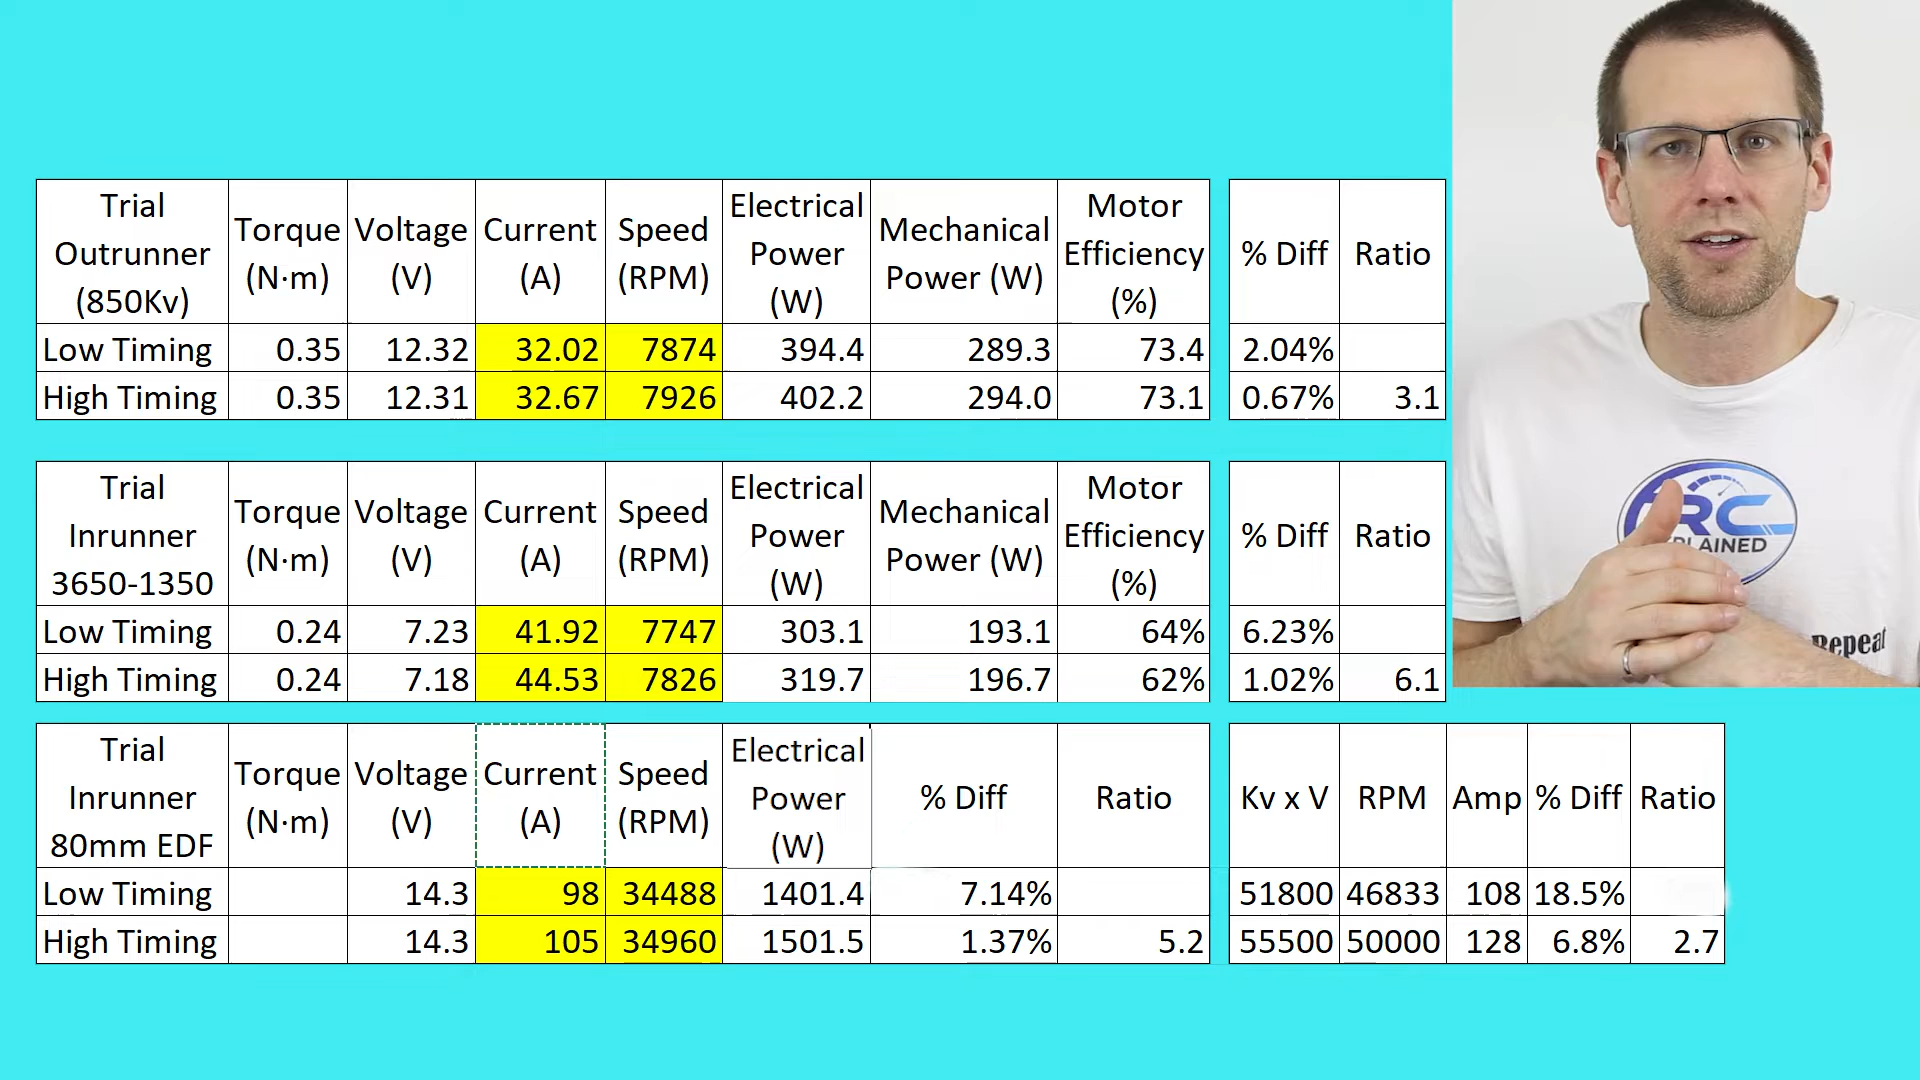 Trial Outrunner (850Kv) Torque (N·m) Voltage (V) Current (A) Speed (RPM) Electrical Power (W) Mechanical Power (W) Motor Efficiency (%) % Diff Ratio
Low Timing 0.35 12.32 32.02 7874 394.4 289.3 73.4 2.04%
High Timing 0.35 12.31 32.67 7926 402.2 294.0 73.1 0.67% 3.1
Trial Inrunner 3650-1350 Torque (N·m) Voltage (V) Current (A) Speed (RPM) Electrical Power (W) Mechanical Power (W) Motor Efficiency (%) % Diff Ratio
Low Timing 0.24 7.23 41.92 7747 303.1 193.1 64% 6.23%
High Timing 0.24 7.18 44.53 7826 319.7 196.7 62% 1.02% 6.1
Trial Inrunner 80mm EDF Torque (N·m) Voltage (V) Current (A) Speed (RPM) Electrical Power (W) % Diff Ratio Kv x V RPM Amp % Diff Ratio
Low Timing 14.3 98 34488 1401.4 7.14% 51800 46833 108 18.5%
High Timing 14.3 105 34960 1501.5 1.37% 5.2 55500 50000 128 6.8% 2.7
RC
PLAINED
Repeat